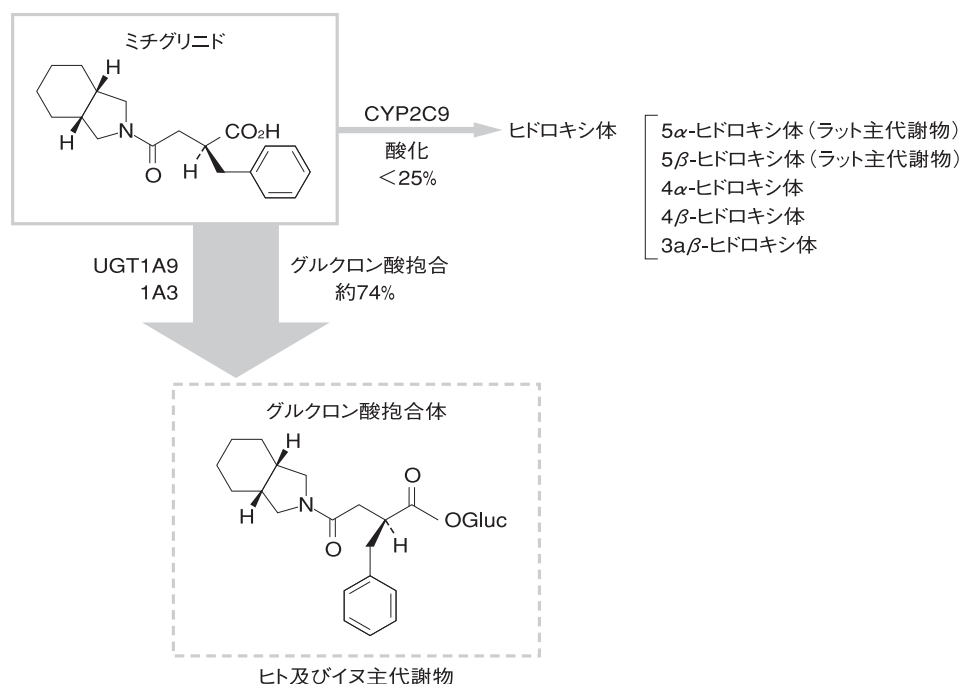 ミチグリニド
H
H
N
O
CO₂H
H
CYP2C9
酸化
<25%
ヒドロキシ体
5α-ヒドロキシ体(ラット主代謝物)
5β-ヒドロキシ体(ラット主代謝物)
4α-ヒドロキシ体
4β-ヒドロキシ体
3aβ-ヒドロキシ体
UGT1A9
1A3
グルクロン酸抱合
約74%
グルクロン酸抱合体
H
H
N
O
O
OGluc
H
ヒト及びイヌ主代謝物